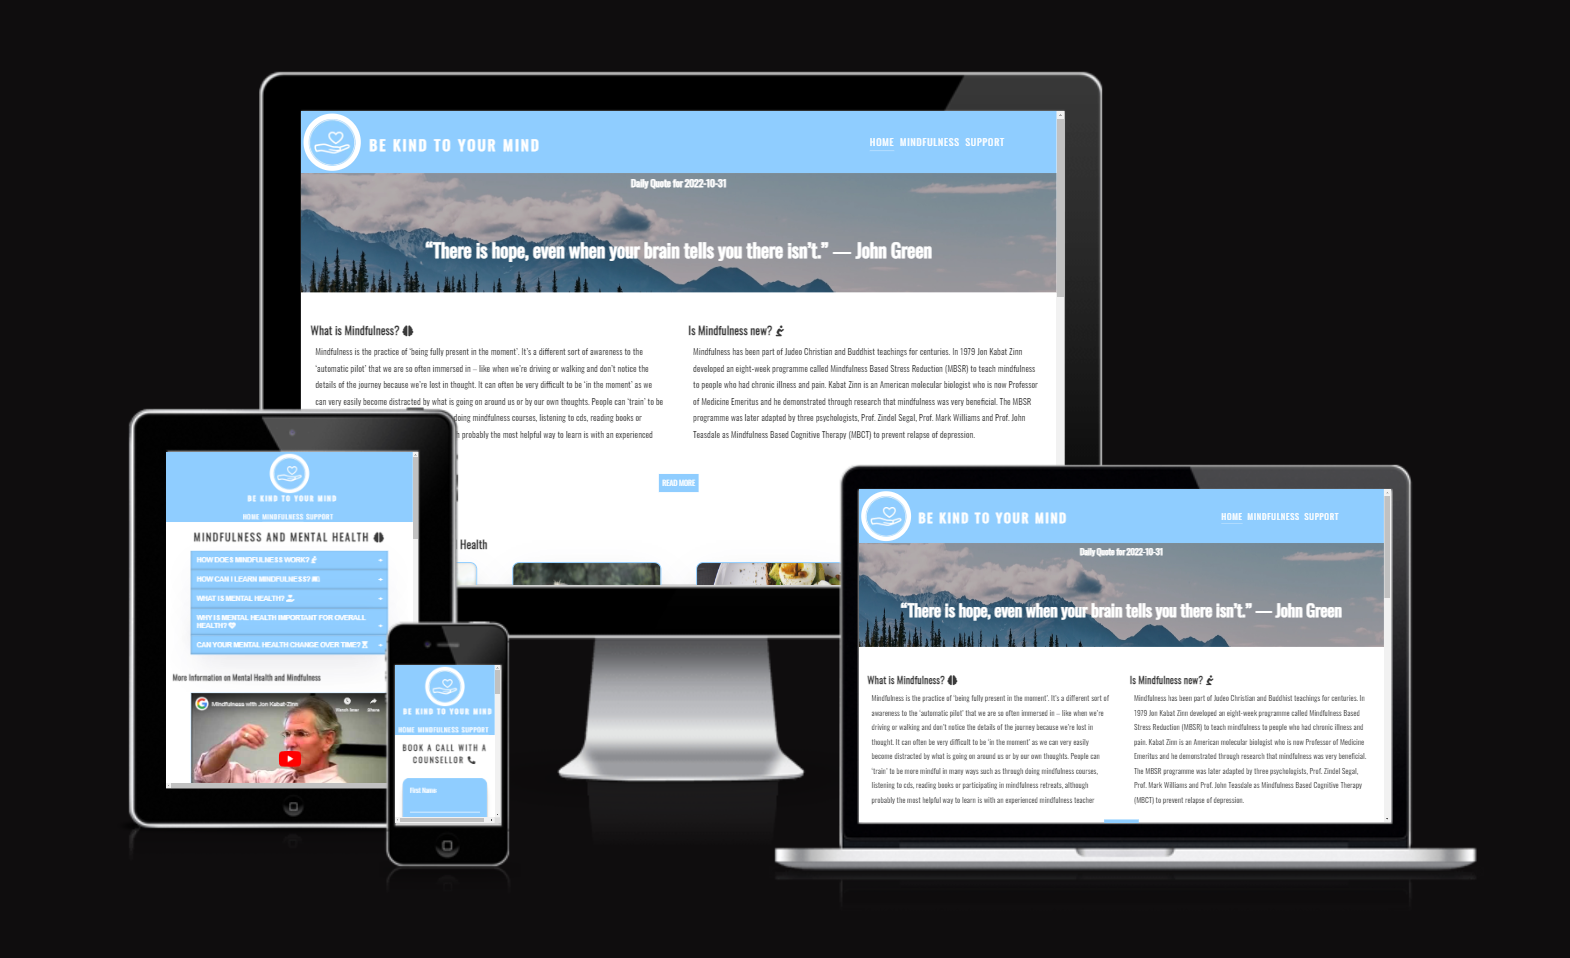 BE KIND TO YOUR MIND
HOME MINDFULNESS SUPPORT
Daily Quote for 2022-10-31
“There is hope, even when your brain tells you there isn’t.” — John Green
What is Mindfulness?
Mindfulness is the practice of ‘being fully present in the moment’. It’s a different sort of awareness to the
‘automatic pilot’ that we are so often immersed in – like when we’re driving or walking and don’t notice the
details of the journey because we’re lost in thought. It can often be very difficult to be ‘in the moment’ as we
can very easily become distracted by what is going on around us or by our own thoughts. People can ‘train’ to be
doing mindfulness courses, listening to cds, reading books or
probably the most helpful way to learn is with an experienced
Is Mindfulness new?
Mindfulness has been part of Judeo Christian and Buddhist teachings for centuries. In 1979 Jon Kabat Zinn
developed an eight-week programme called Mindfulness Based Stress Reduction (MBSR) to teach mindfulness
to people who had chronic illness and pain. Kabat Zinn is an American molecular biologist who is now Professor
of Medicine Emeritus and he demonstrated through research that mindfulness was very beneficial. The MBSR
programme was later adapted by three psychologists, Prof. Zindel Segal, Prof. Mark Williams and Prof. John
Teasdale as Mindfulness Based Cognitive Therapy (MBCT) to prevent relapse of depression.
READ MORE
Health
BE KIND TO YOUR MIND
HOME MINDFULNESS SUPPORT
MINDFULNESS AND MENTAL HEALTH
HOW DOES MINDFULNESS WORK?
HOW CAN I LEARN MINDFULNESS?
WHAT IS MENTAL HEALTH?
WHY IS MENTAL HEALTH IMPORTANT FOR OVERALL
HEALTH?
CAN YOUR MENTAL HEALTH CHANGE OVER TIME?
More Information on Mental Health and Mindfulness
Mindfulness with Jon Kabat-Zinn
Watch later
Share
BE KIND TO YOUR MIND
HOME MINDFULNESS SUPPORT
BOOK A CALL WITH A
COUNSELLOR
First Name
BE KIND TO YOUR MIND
HOME MINDFULNESS SUPPORT
Daily Quote for 2022-10-31
“There is hope, even when your brain tells you there isn’t.” — John Green
What is Mindfulness?
Mindfulness is the practice of ‘being fully present in the moment’. It’s a different sort of
awareness to the ‘automatic pilot’ that we are so often immersed in – like when we’re
driving or walking and don’t notice the details of the journey because we’re lost in
thought. It can often be very difficult to be ‘in the moment’ as we can very easily
become distracted by what is going on around us or by our own thoughts. People can
‘train’ to be more mindful in many ways such as through doing mindfulness courses,
listening to cds, reading books or participating in mindfulness retreats, although
probably the most helpful way to learn is with an experienced mindfulness teacher
Is Mindfulness new?
Mindfulness has been part of Judeo Christian and Buddhist teachings for centuries. In
1979 Jon Kabat Zinn developed an eight-week programme called Mindfulness Based
Stress Reduction (MBSR) to teach mindfulness to people who had chronic illness and
pain. Kabat Zinn is an American molecular biologist who is now Professor of Medicine
Emeritus and he demonstrated through research that mindfulness was very beneficial.
The MBSR programme was later adapted by three psychologists, Prof. Zindel Segal,
Prof. Mark Williams and Prof. John Teasdale as Mindfulness Based Cognitive Therapy
(MBCT) to prevent relapse of depression.